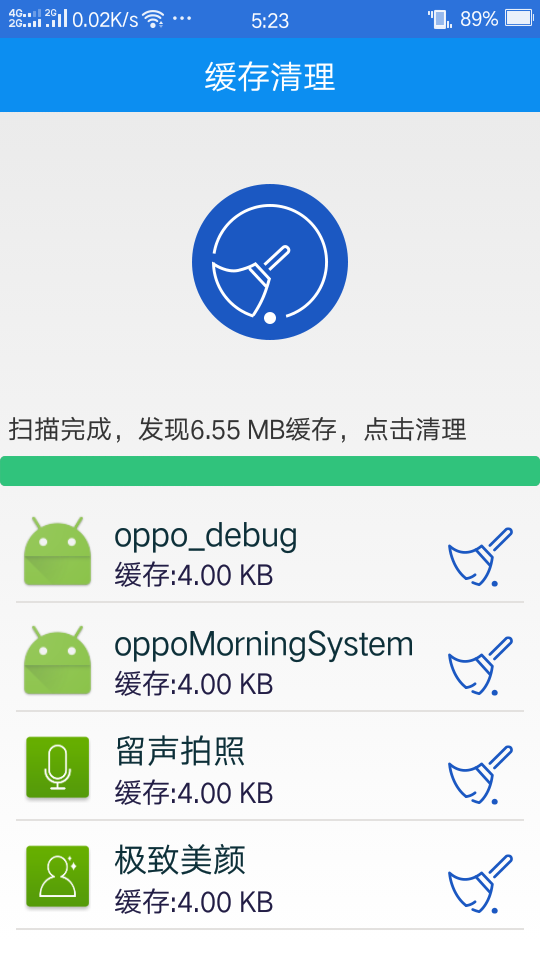 4G 2G 2G 0.02K/s ... 5:23 89%
缓存清理
扫描完成，发现6.55 MB缓存，点击清理
oppo_debug
缓存:4.00 KB
oppoMorningSystem
缓存:4.00 KB
留声拍照
缓存:4.00 KB
极致美颜
缓存:4.00 KB